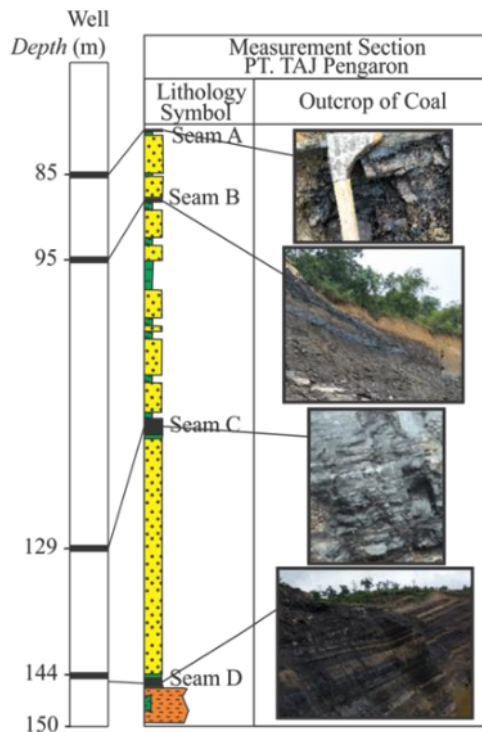 Well
Depth (m)
Measurement Section
PT. TAJ Pengaron
Lithology
Symbol
Outcrop of Coal
Seam A
85
Seam B
95
Seam C
129
144
Seam D
150